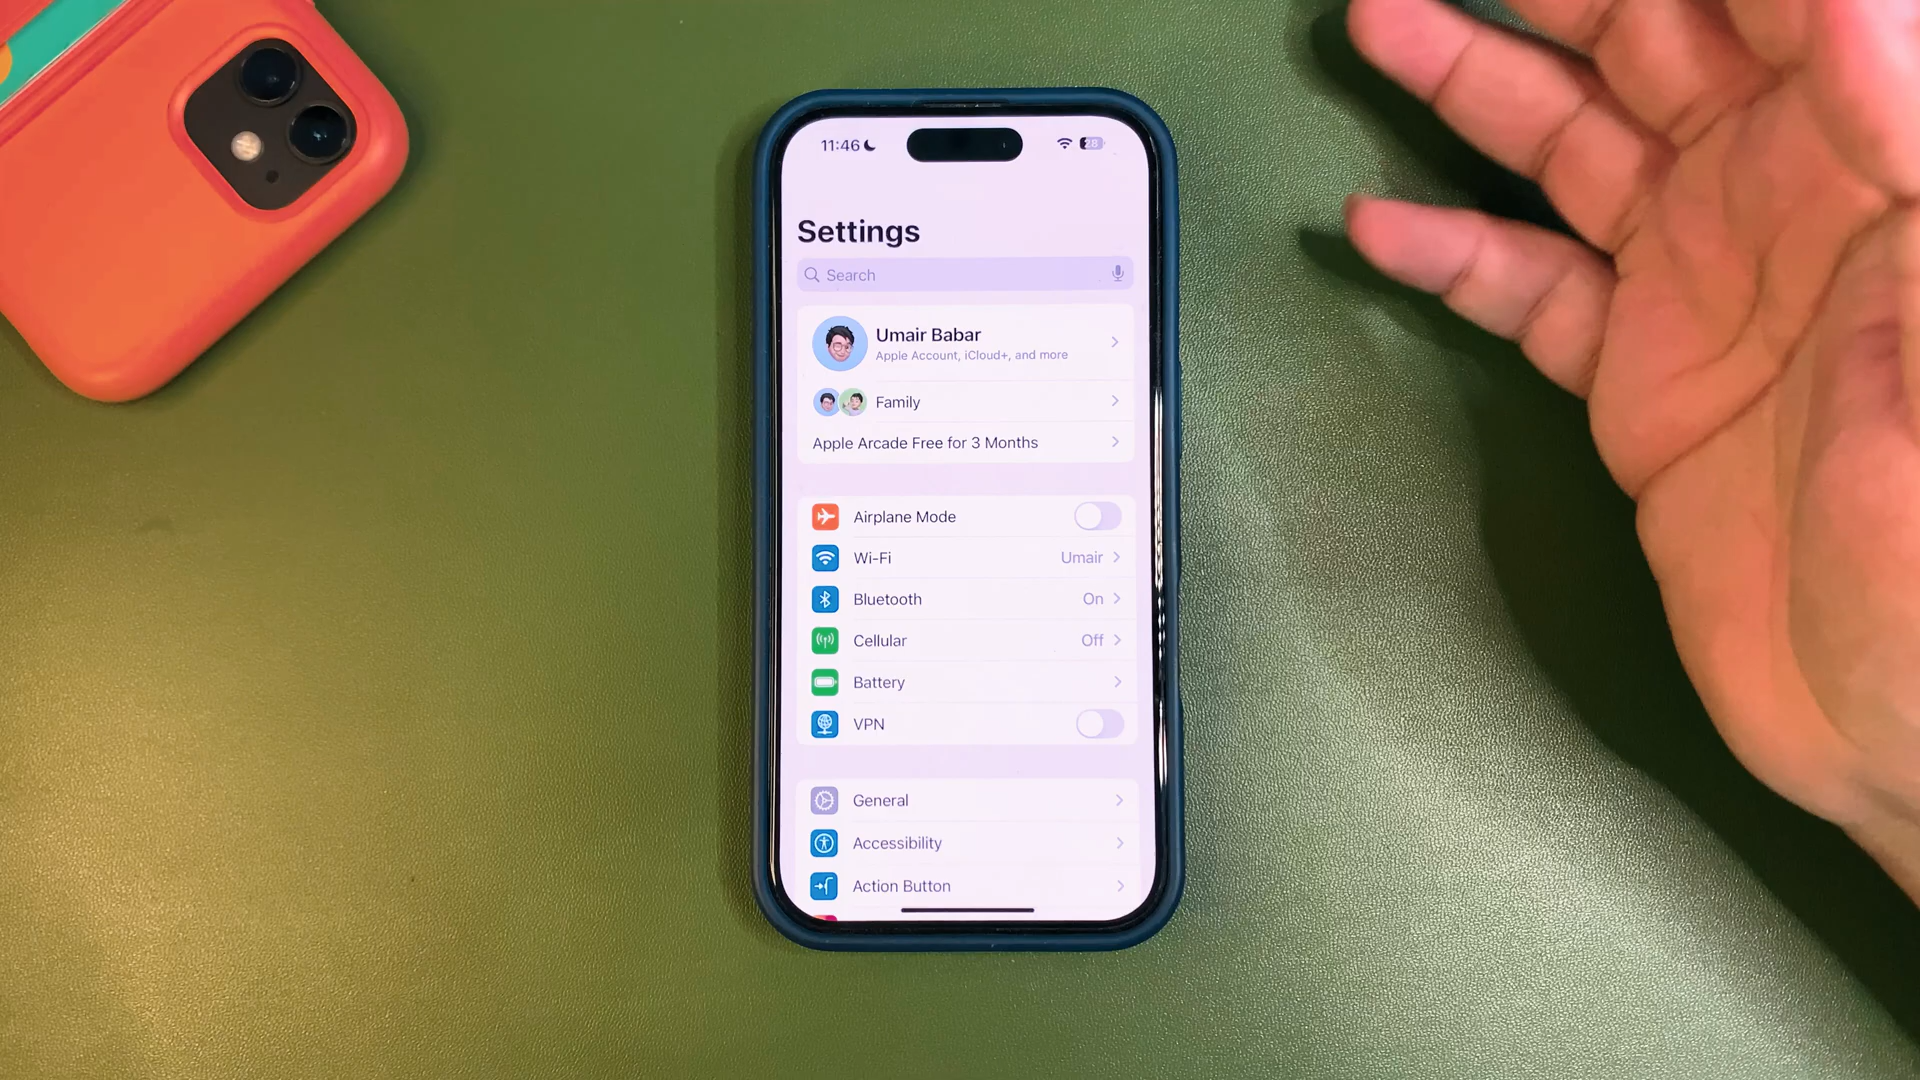 11:46
28
Settings
Search
Umair Babar
Apple Account, iCloud+, and more
Family
Apple Arcade Free for 3 Months
Airplane Mode
Wi-Fi Umair
Bluetooth On
Cellular Off
Battery
VPN
General
Accessibility
Action Button